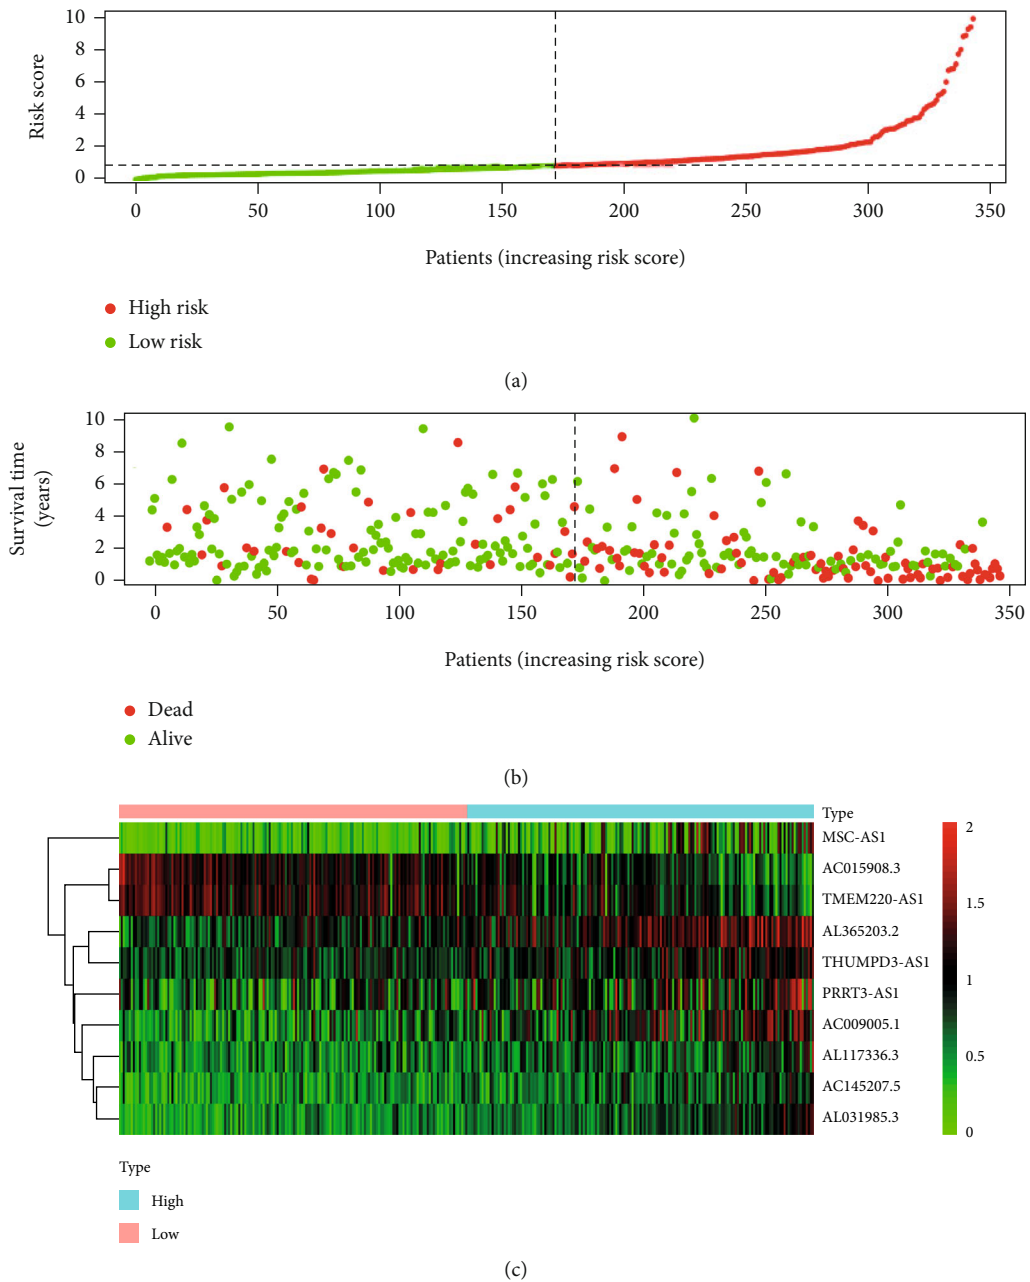 10
8
6
4
2
0
Risk score
0 50 100 150 200 250 300 350
Patients (increasing risk score)
High risk
Low risk
(a)
10
8
6
4
2
0
Survival time
(years)
0 50 100 150 200 250 300 350
Patients (increasing risk score)
Dead
Alive
(b)
Type
MSC-AS1
AC015908.3
TMEM220-AS1
AL365203.2
THUMPD3-AS1
PRRT3-AS1
AC009005.1
AL117336.3
AC145207.5
AL031985.3
2
1.5
1
0.5
0
Type
High
Low
(c)